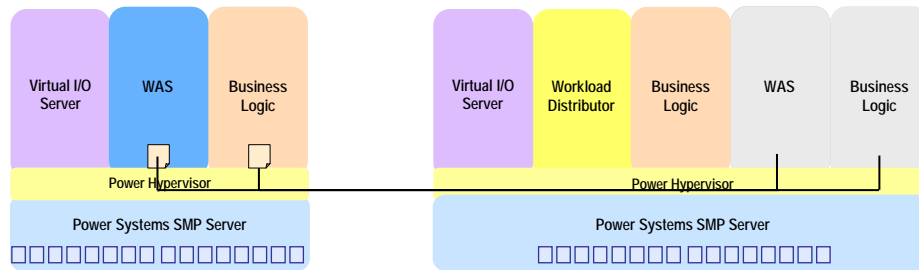 Virtual I/O
Server
WAS
Business
Logic
Virtual I/O
Server
Workload
Distributor
Business
Logic
WAS
Business
Logic
Power Hypervisor
Power Hypervisor
Power Systems SMP Server
Power Systems SMP Server